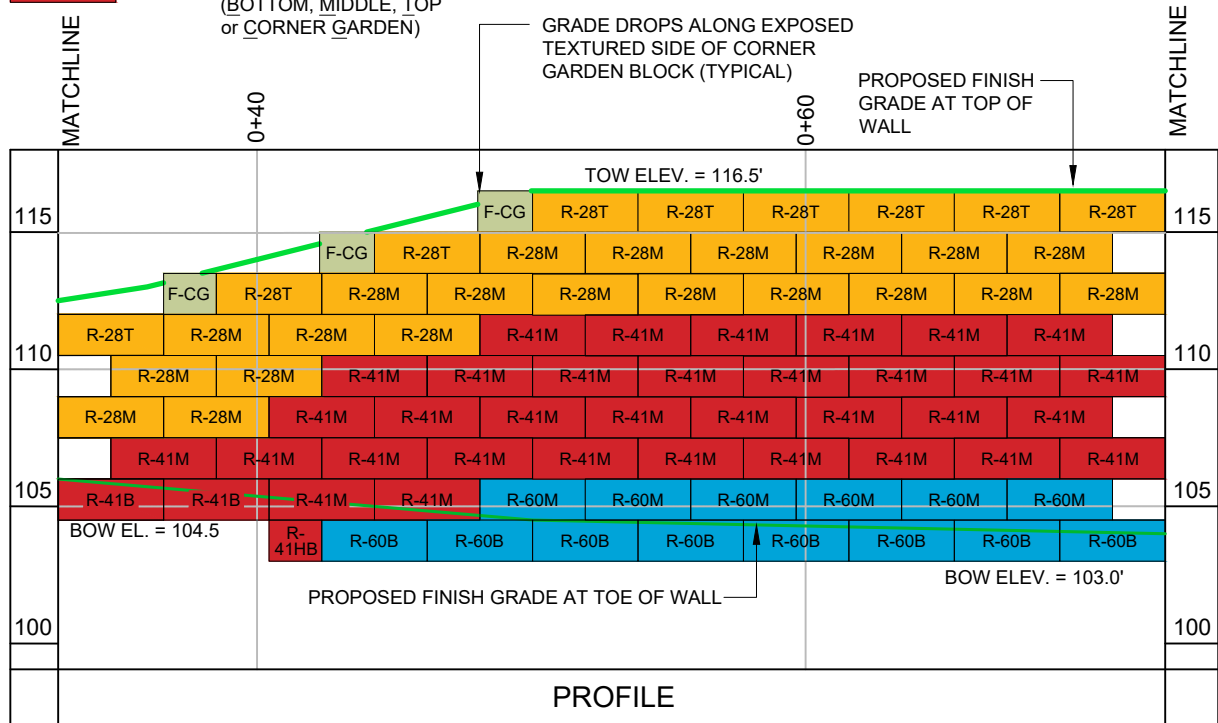 (BOTTOM, MIDDLE, TOP
or CORNER GARDEN)
GRADE DROPS ALONG EXPOSED
TEXTURED SIDE OF CORNER
GARDEN BLOCK (TYPICAL)
PROPOSED FINISH
GRADE AT TOP OF
WALL
MATCHLINE
0+40
0+60
MATCHLINE
TOW ELEV. = 116.5'
115
F-CG R-28T R-28T R-28T R-28T R-28T R-28T
115
F-CG R-28T R-28M R-28M R-28M R-28M R-28M R-28M
F-CG R-28T R-28M R-28M R-28M R-28M R-28M R-28M R-28M R-28M
R-28T R-28M R-28M R-28M R-41M R-41M R-41M R-41M R-41M R-41M
110
R-28M R-28M R-41M R-41M R-41M R-41M R-41M R-41M R-41M R-41M
110
R-28M R-28M R-41M R-41M R-41M R-41M R-41M R-41M R-41M R-41M
R-41M R-41M R-41M R-41M R-41M R-41M R-41M R-41M R-41M R-41M
105
R-41B R-41B R-41M R-41M R-60M R-60M R-60M R-60M R-60M R-60M
105
BOW EL. = 104.5
R-
41HB
R-60B R-60B R-60B R-60B R-60B R-60B R-60B R-60B
BOW ELEV. = 103.0'
PROPOSED FINISH GRADE AT TOE OF WALL
100
100
PROFILE